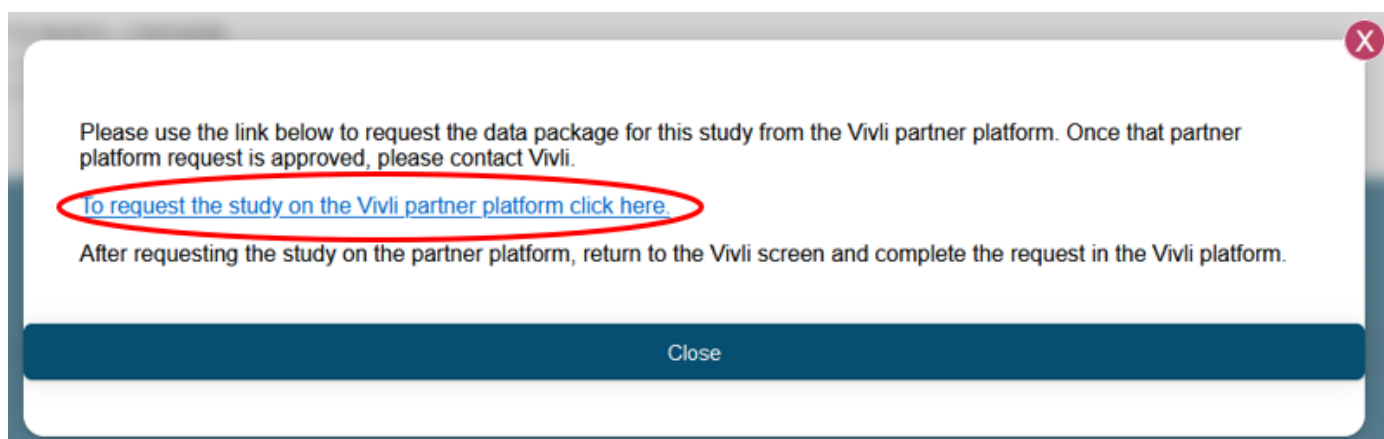 X
Please use the link below to request the data package for this study from the Vivli partner platform. Once that partner
platform request is approved, please contact Vivli.
To request the study on the Vivli partner platform click here.
After requesting the study on the partner platform, return to the Vivli screen and complete the request in the Vivli platform.
Close